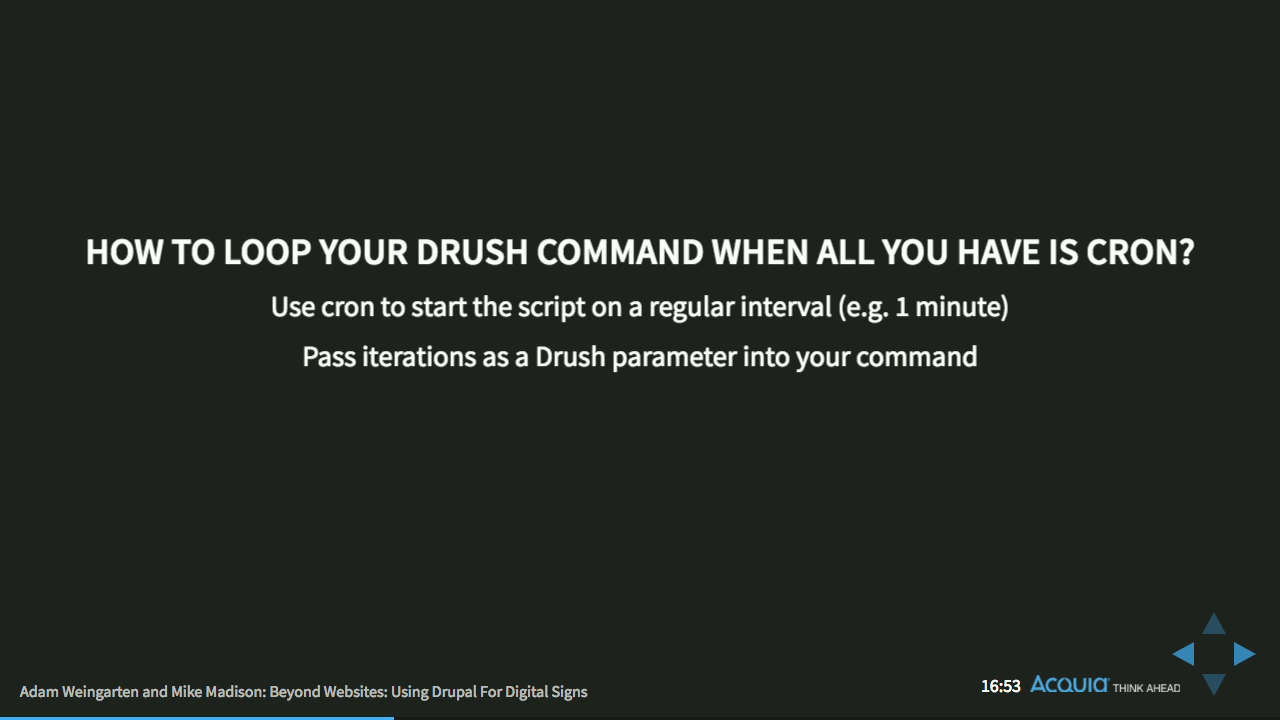 HOW TO LOOP YOUR DRUSH COMMAND WHEN ALL YOU HAVE IS CRON?
Use cron to start the script on a regular interval (e.g. 1 minute)
Pass iterations as a Drush parameter into your command
Adam Weingarten and Mike Madison: Beyond Websites: Using Drupal For Digital Signs
16:53 ACQUIA THINK AHEAD